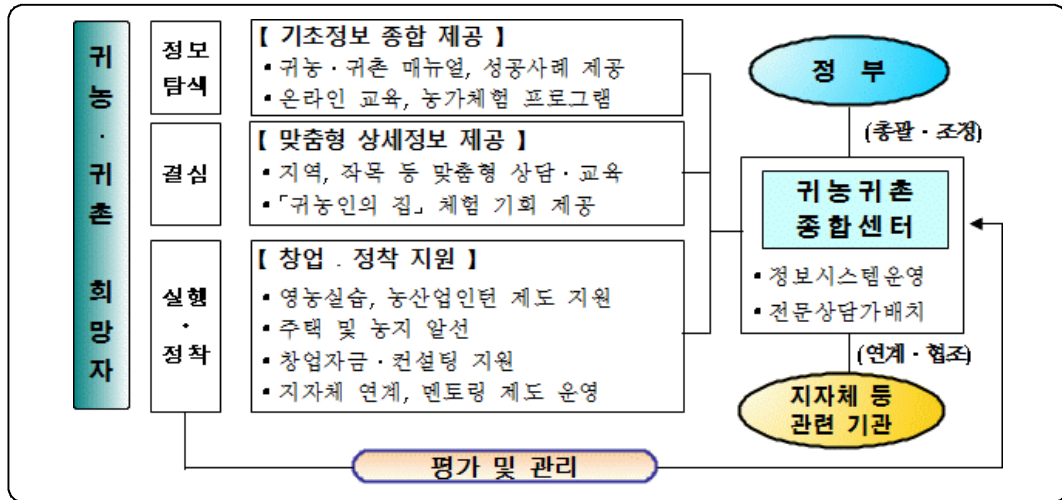 귀농·귀촌 희망자
정보
탐색
【 기초정보 종합 제공 】
▪ 귀농·귀촌 매뉴얼, 성공사례 제공
▪ 온라인 교육, 농가체험 프로그램
결심
【 맞춤형 상세정보 제공 】
▪ 지역, 작목 등 맞춤형 상담·교육
▪ 「귀농인의 집」 체험 기회 제공
실행
·
정착
【 창업 . 정착 지원 】
▪ 영농실습, 농산업인턴 제도 지원
▪ 주택 및 농지 알선
▪ 창업자금·컨설팅 지원
▪ 지자체 연계, 멘토링 제도 운영
정 부
(총괄·조정)
귀농귀촌
종합센터
▪ 정보시스템운영
▪ 전문상담가배치
(연계·협조)
지자체 등
관련 기관
평가 및 관리